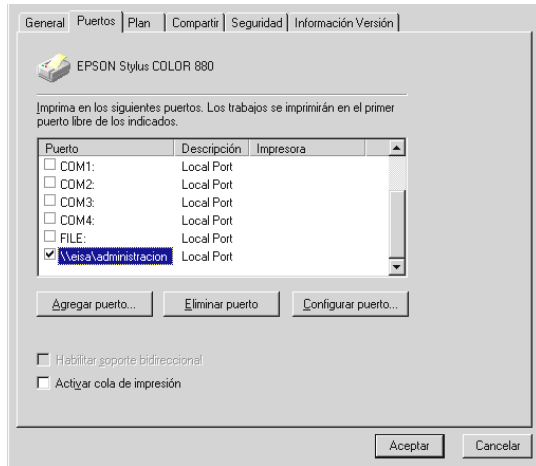 General Puertos Plan Compartir Seguridad Información Versión
EPSON Stylus COLOR 880
Imprima en los siguientes puertos. Los trabajos se imprimirán en el primer
puerto libre de los indicados.
Puerto Descripción Impresora
COM1: Local Port
COM2: Local Port
COM3: Local Port
COM4: Local Port
FILE: Local Port
\\eisa\administracion Local Port
Agregar puerto... Eliminar puerto Configurar puerto...
Habilitar soporte bidireccional
Activar cola de impresión
Aceptar Cancelar